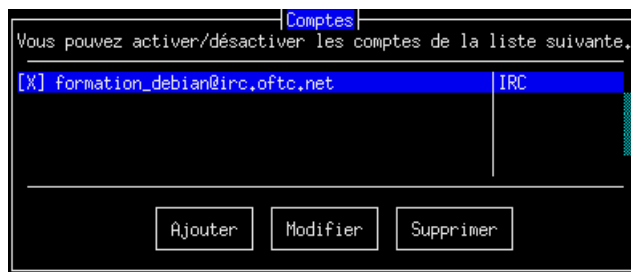 Comptes
Vous pouvez activer/désactiver les comptes de la liste suivante.
[X] formation_debian@irc.oftc.net IRC
Ajouter Modifier Supprimer